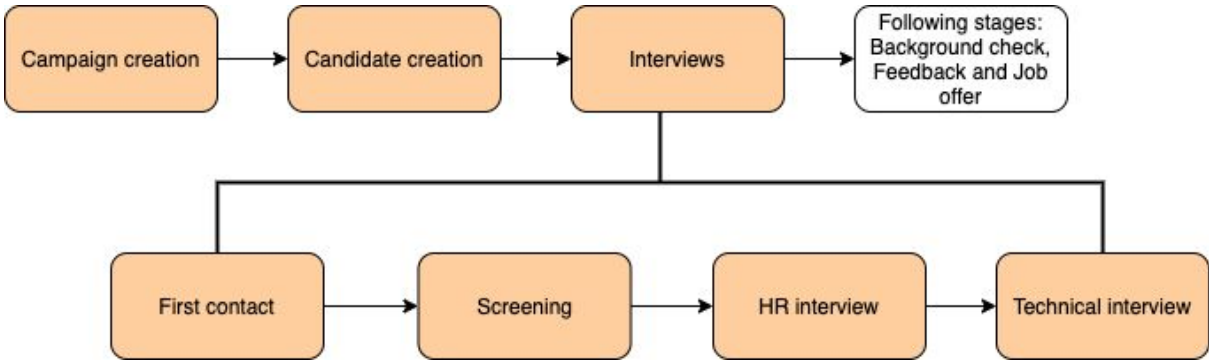 Campaign creation
Candidate creation
Interviews
Following stages:
Background check,
Feedback and Job
offer
First contact
Screening
HR interview
Technical interview